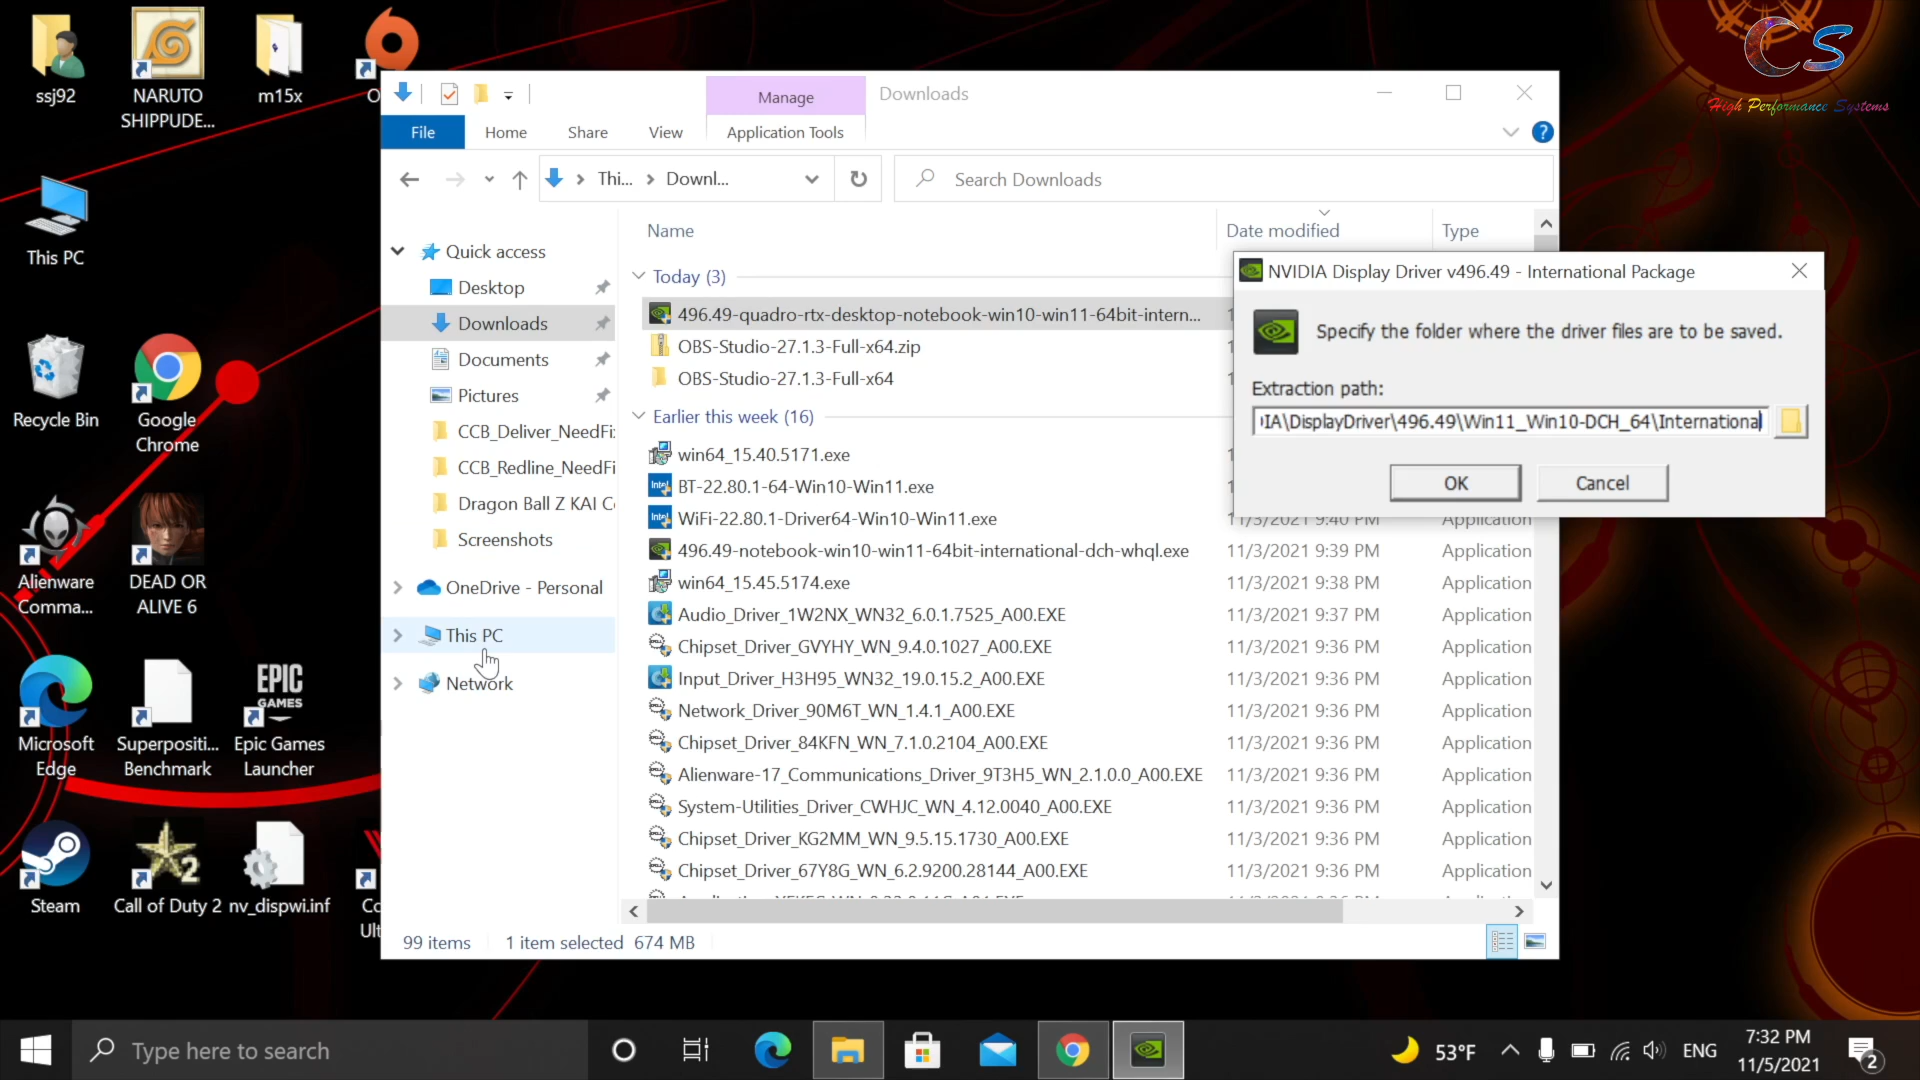 ssj92
NARUTO
SHIPPUDE...
m15x
This PC
Recycle Bin
Google
Chrome
Alienware
Comma...
DEAD OR
ALIVE 6
Microsoft
Edge
Superpositi...
Benchmark
EPIC
GAMES
Epic Games
Launcher
Steam
2
Call of Duty 2
nv_dispwi.inf
Manage
Downloads
File
Home
Share
View
Application Tools
Thi...
Downl...
Search Downloads
Name
Date modified
Type
Quick access
Desktop
Downloads
Documents
Pictures
CCB_Deliver_NeedFi
CCB_Redline_NeedFi
Dragon Ball Z KAI C
Screenshots
OneDrive - Personal
This PC
Network
Today (3)
496.49-quadro-rtx-desktop-notebook-win10-win11-64bit-intern...
OBS-Studio-27.1.3-Full-x64.zip
OBS-Studio-27.1.3-Full-x64
Earlier this week (16)
win64_15.40.5171.exe
BT-22.80.1-64-Win10-Win11.exe
WiFi-22.80.1-Driver64-Win10-Win11.exe 11/3/2021 9:40 PM Application
496.49-notebook-win10-win11-64bit-international-dch-whql.exe 11/3/2021 9:39 PM Application
win64_15.45.5174.exe 11/3/2021 9:38 PM Application
Audio_Driver_1W2NX_WN32_6.0.1.7525_A00.EXE 11/3/2021 9:37 PM Application
Chipset_Driver_GVYHY_WN_9.4.0.1027_A00.EXE 11/3/2021 9:36 PM Application
Input_Driver_H3H95_WN32_19.0.15.2_A00.EXE 11/3/2021 9:36 PM Application
Network_Driver_90M6T_WN_1.4.1_A00.EXE 11/3/2021 9:36 PM Application
Chipset_Driver_84KFN_WN_7.1.0.2104_A00.EXE 11/3/2021 9:36 PM Application
Alienware-17_Communications_Driver_9T3H5_WN_2.1.0.0_A00.EXE 11/3/2021 9:36 PM Application
System-Utilities_Driver_CWHJC_WN_4.12.0040_A00.EXE 11/3/2021 9:36 PM Application
Chipset_Driver_KG2MM_WN_9.5.15.1730_A00.EXE 11/3/2021 9:36 PM Application
Chipset_Driver_67Y8G_WN_6.2.9200.28144_A00.EXE 11/3/2021 9:36 PM Application
99 items
1 item selected 674 MB
NVIDIA Display Driver v496.49 - International Package
Specify the folder where the driver files are to be saved.
Extraction path:
IA\DisplayDriver\496.49\Win11_Win10-DCH_64\International
OK
Cancel
CS
High Performance Systems
Type here to search
53°F
ENG
7:32 PM
11/5/2021
2